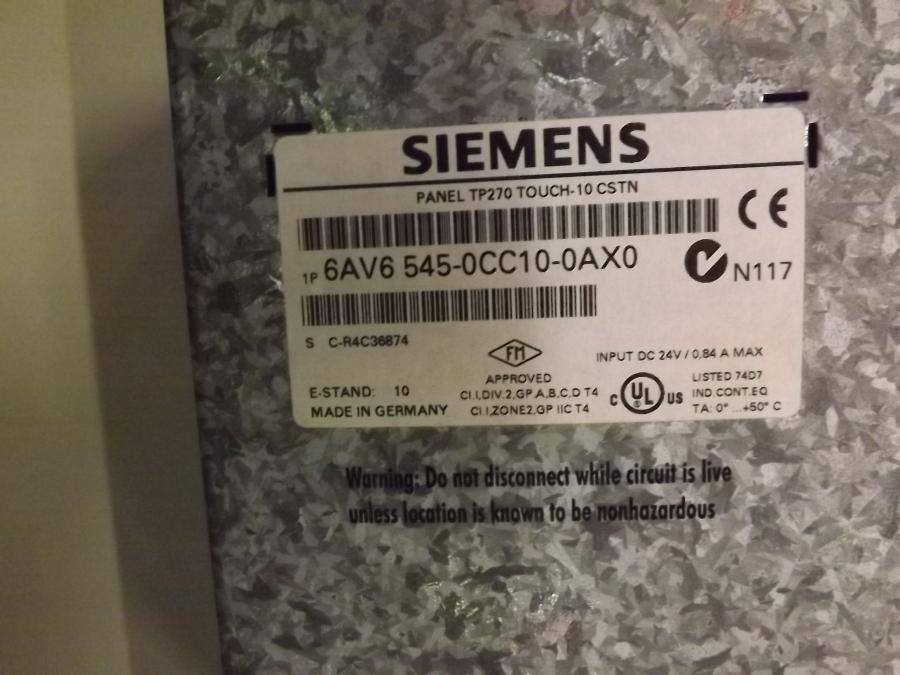 SIEMENS
PANEL TP270 TOUCH-10 CSTN
CE
1P 6AV6 545-0CC10-0AX0
N117
S C-R4C36874
FM
APPROVED
CI.I,DIV.2,GP.A,B,C,D T4
CI.I,ZONE2,GP IIC T4
INPUT DC 24V / 0,84 A MAX
C UL US
LISTED 74D7
IND.CONT.EQ
TA: 0° ...+50° C
E-STAND: 10
MADE IN GERMANY
Warning: Do not disconnect while circuit is live
unless location is known to be nonhazardous